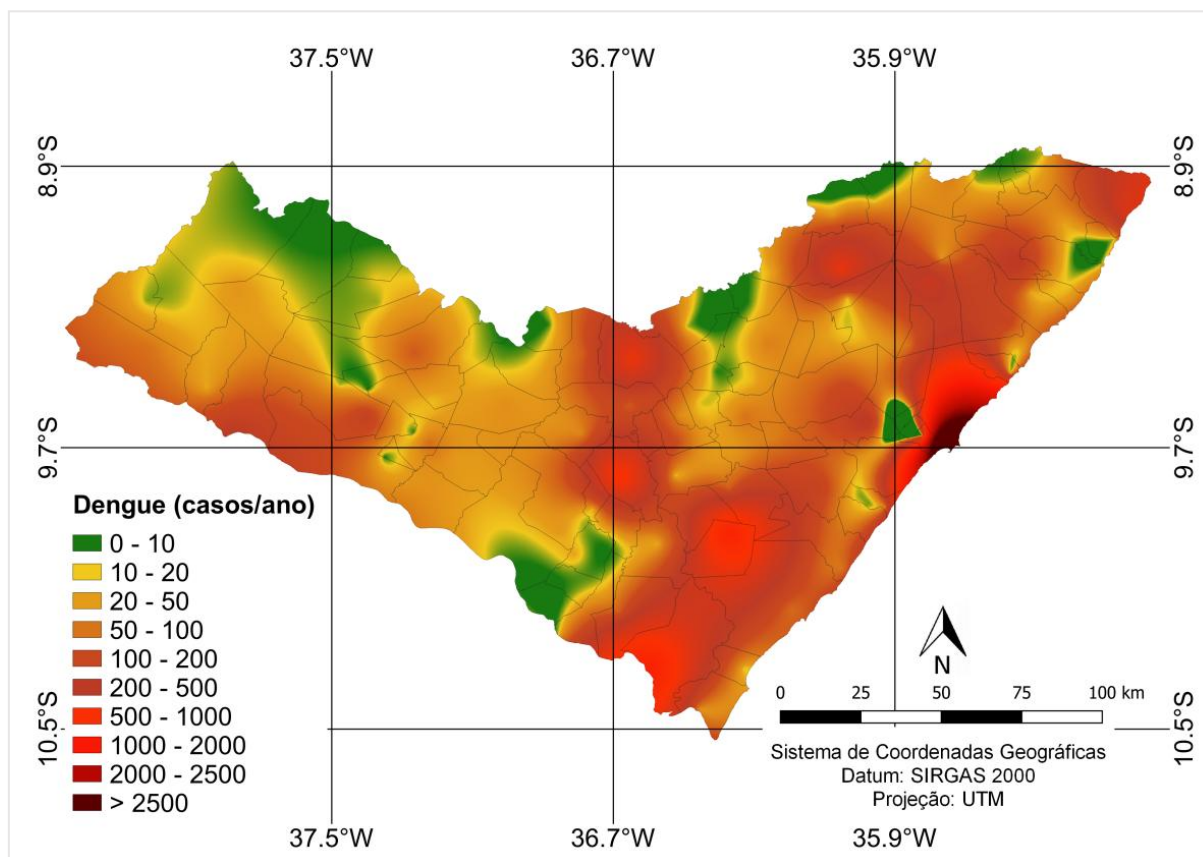 37.5°W 36.7°W 35.9°W
8.9°S 8.9°S
9.7°S 9.7°S
Dengue (casos/ano)
0 - 10
10 - 20
20 - 50
50 - 100
100 - 200
200 - 500
500 - 1000
1000 - 2000
2000 - 2500
> 2500
N
0 25 50 75 100 km
10.5°S 10.5°S
Sistema de Coordenadas Geográficas
Datum: SIRGAS 2000
Projeção: UTM
37.5°W 36.7°W 35.9°W